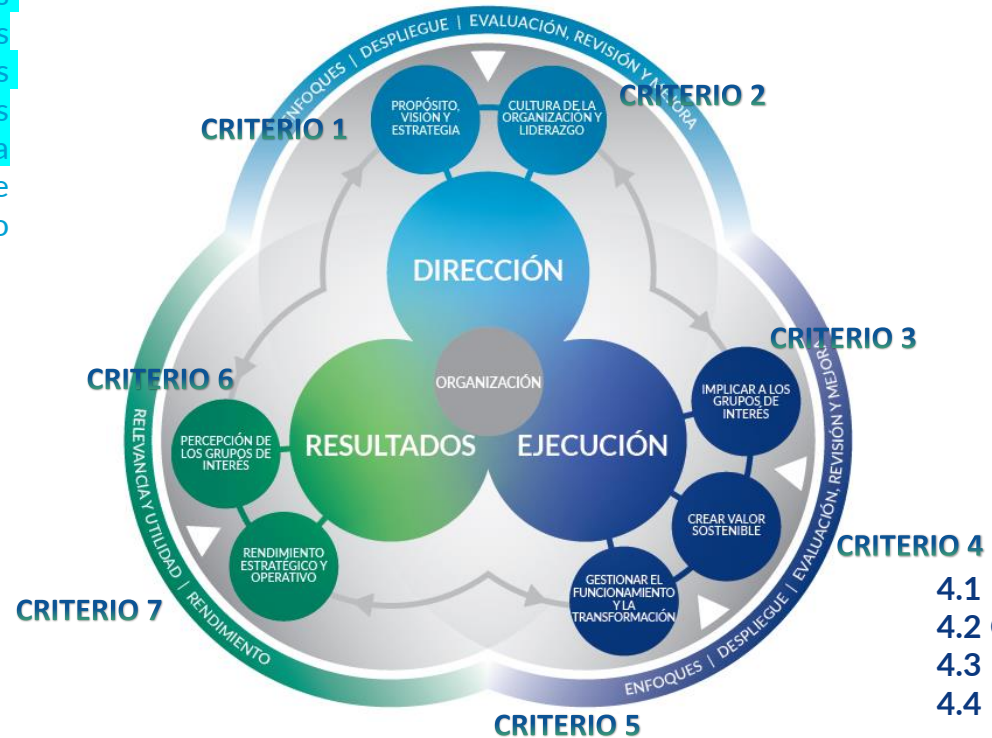 s
s
s
s
a
e
o
ENFOQUES | DESPLIEGUE | EVALUACIÓN, REVISIÓN Y MEJORA
CRITERIO 1
PROPÓSITO,
VISIÓN Y
ESTRATEGIA
CRITERIO 2
CULTURA DE LA
ORGANIZACIÓN Y
LIDERAZGO
DIRECCIÓN
ORGANIZACIÓN
RESULTADOS
EJECUCIÓN
CRITERIO 3
IMPLICAR A LOS
GRUPOS DE
INTERÉS
CREAR VALOR
SOSTENIBLE
CRITERIO 4
4.1
4.2
4.3
4.4
GESTIONAR EL
FUNCIONAMIENTO
Y LA
TRANSFORMACIÓN
ENFOQUES | DESPLIEGUE | EVALUACIÓN, REVISIÓN Y MEJORA
CRITERIO 5
CRITERIO 6
PERCEPCIÓN DE
LOS GRUPOS DE
INTERÉS
RENDIMIENTO
ESTRATÉGICO Y
OPERATIVO
CRITERIO 7
RELEVANCIA Y UTILIDAD | RENDIMIENTO